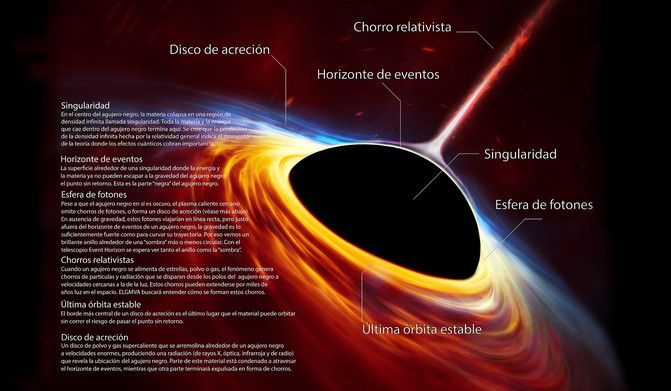 Chorro relativista
Disco de acreción
Horizonte de eventos
Singularidad
Esfera de fotones
Última órbita estable
Singularidad
En el centro del agujero negro, la materia colapsa en una región de
densidad infinita llamada singularidad. Toda la materia y la energía
que cae dentro del agujero negro termina aquí. Se cree que la predicción
de la densidad infinita hecha por la relatividad general indica el momento
de la teoría donde los efectos cuánticos cobran importancia.
Horizonte de eventos
La superficie alrededor de una singularidad donde la energía y
la materia ya no pueden escapar a la gravedad del agujero negro:
el punto sin retorno. Esta es la parte "negra" del agujero negro.
Esfera de fotones
Pese a que el agujero negro en sí es oscuro, el plasma caliente cercano
emite chorros de fotones, o forma un disco de acreción (véase más abajo).
En ausencia de gravedad, estos fotones viajarían en línea recta, pero justo
afuera del horizonte de eventos de un agujero negro, la gravedad es lo
suficientemente fuerte como para curvar su trayectoria. Por eso vemos un
brillante anillo alrededor de una "sombra" más o menos circular. Con el
telescopio Event Horizon se espera ver tanto el anillo como la "sombra".
Chorros relativistas
Cuando un agujero negro se alimenta de estrellas, polvo o gas, el fenómeno genera
chorros de partículas y radiación que se disparan desde los polos del agujero negro a
velocidades cercanas a la de la luz. Estos chorros pueden extenderse por miles de
años luz en el espacio. ELGMVA buscará entender cómo se forman estos chorros.
Última órbita estable
El borde más central de un disco de acreción es el último lugar que el material puede orbitar
sin correr el riesgo de pasar el punto sin retorno.
Disco de acreción
Un disco de polvo y gas supercaliente que se arremolina alrededor de un agujero negro
a velocidades enormes, produciendo una radiación (de rayos X, óptica, infrarroja y de radio)
que revela la ubicación del agujero negro. Parte de este material está condenado a atravesar
el horizonte de eventos, mientras que otra parte terminará expulsada en forma de chorros.